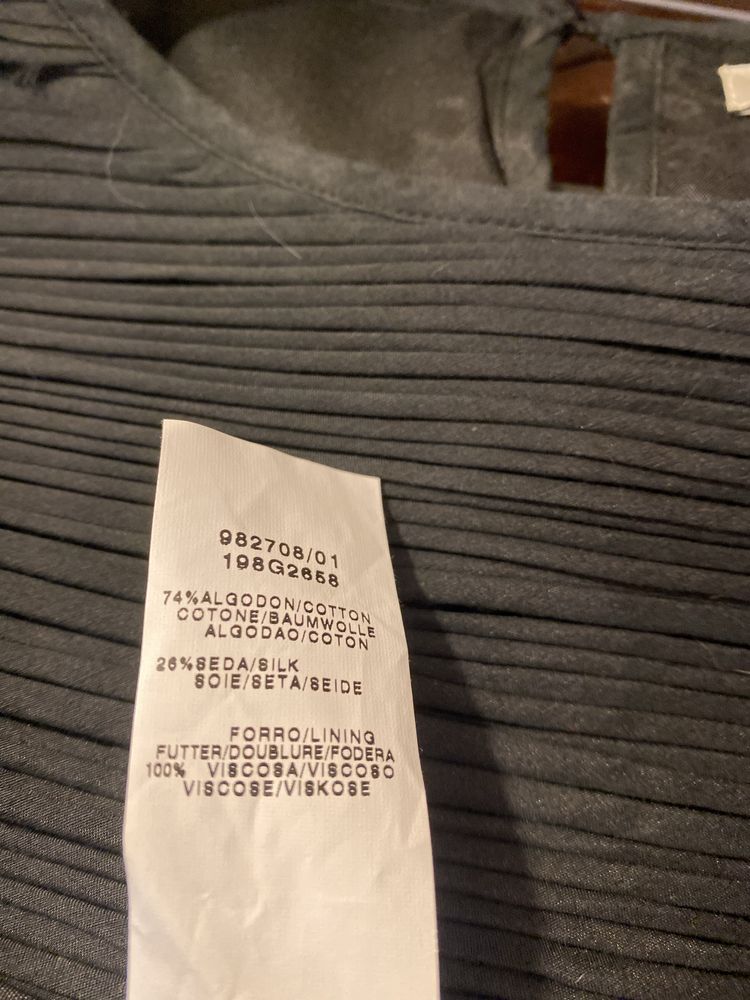 982708/01
198G2658
74%ALGODON/COTTON
COTONE/BAUMWOLLE
ALGODAO/COTON
26%SEDA/SILK
SOIE/SETA/SEIDE
FORRO/LINING
FUTTER/DOUBLURE/FODERA
100% VISCOSA/VISCOSO
VISCOSE/VISKOSE